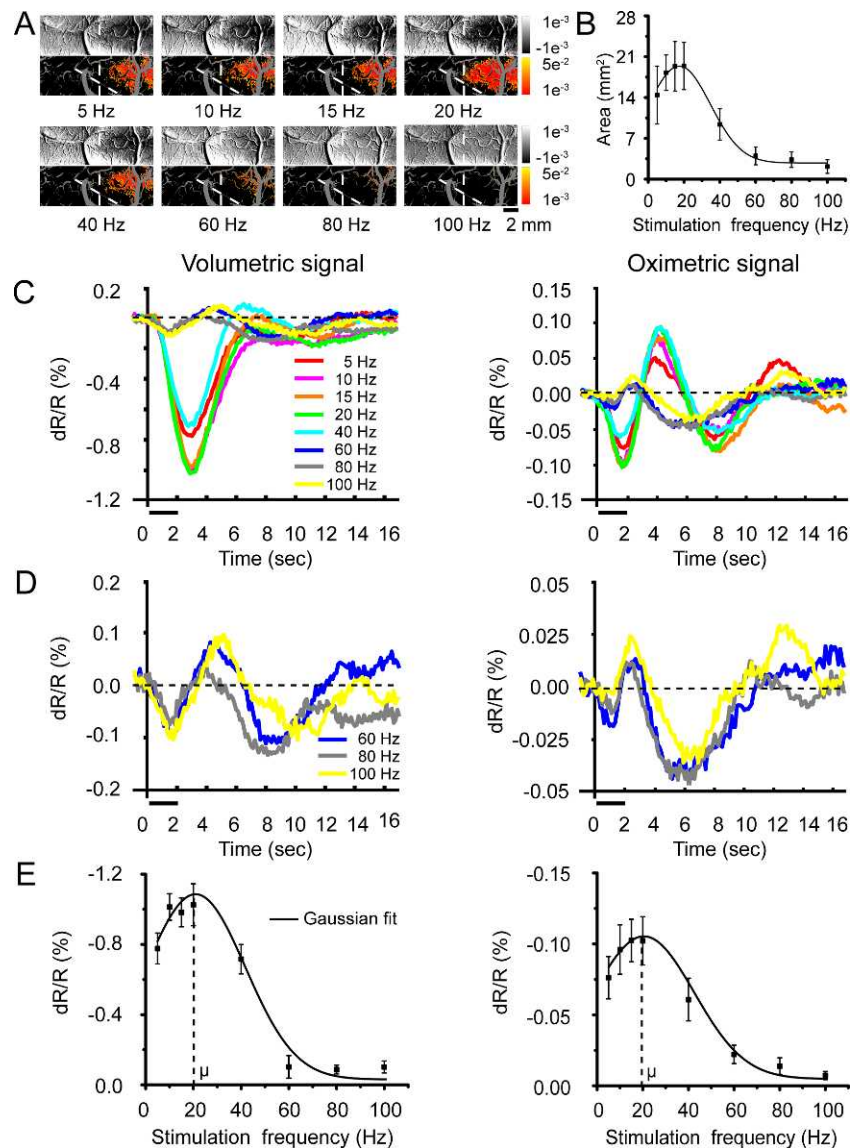 A
5 Hz 10 Hz 15 Hz 20 Hz
1e⁻³
-1e⁻³
5e⁻²
1e⁻³
40 Hz 60 Hz 80 Hz 100 Hz
1e⁻³
-1e⁻³
5e⁻²
1e⁻³
2 mm
B
Area (mm²)
28
21
14
7
0
0 20 40 60 80 100
Stimulation frequency (Hz)
C
Volumetric signal
dR/R (%)
0.2
-0.4
-0.8
-1.2
5 Hz
10 Hz
15 Hz
20 Hz
40 Hz
60 Hz
80 Hz
100 Hz
0 2 4 6 8 10 12 14 16
Time (sec)
Oximetric signal
dR/R (%)
0.15
0.10
0.05
0.00
-0.05
-0.10
-0.15
0 2 4 6 8 10 12 14 16
Time (sec)
D
dR/R (%)
0.2
0.1
0.0
-0.1
-0.2
60 Hz
80 Hz
100 Hz
0 2 4 6 8 10 12 14 16
Time (sec)
dR/R (%)
0.05
0.025
0.00
-0.025
-0.05
0 2 4 6 8 10 12 14 16
Time (sec)
E
dR/R (%)
-1.2
-0.8
-0.4
0.0
Gaussian fit
μ
0 20 40 60 80 100
Stimulation frequency (Hz)
dR/R (%)
-0.15
-0.10
-0.05
0.00
μ
0 20 40 60 80 100
Stimulation frequency (Hz)